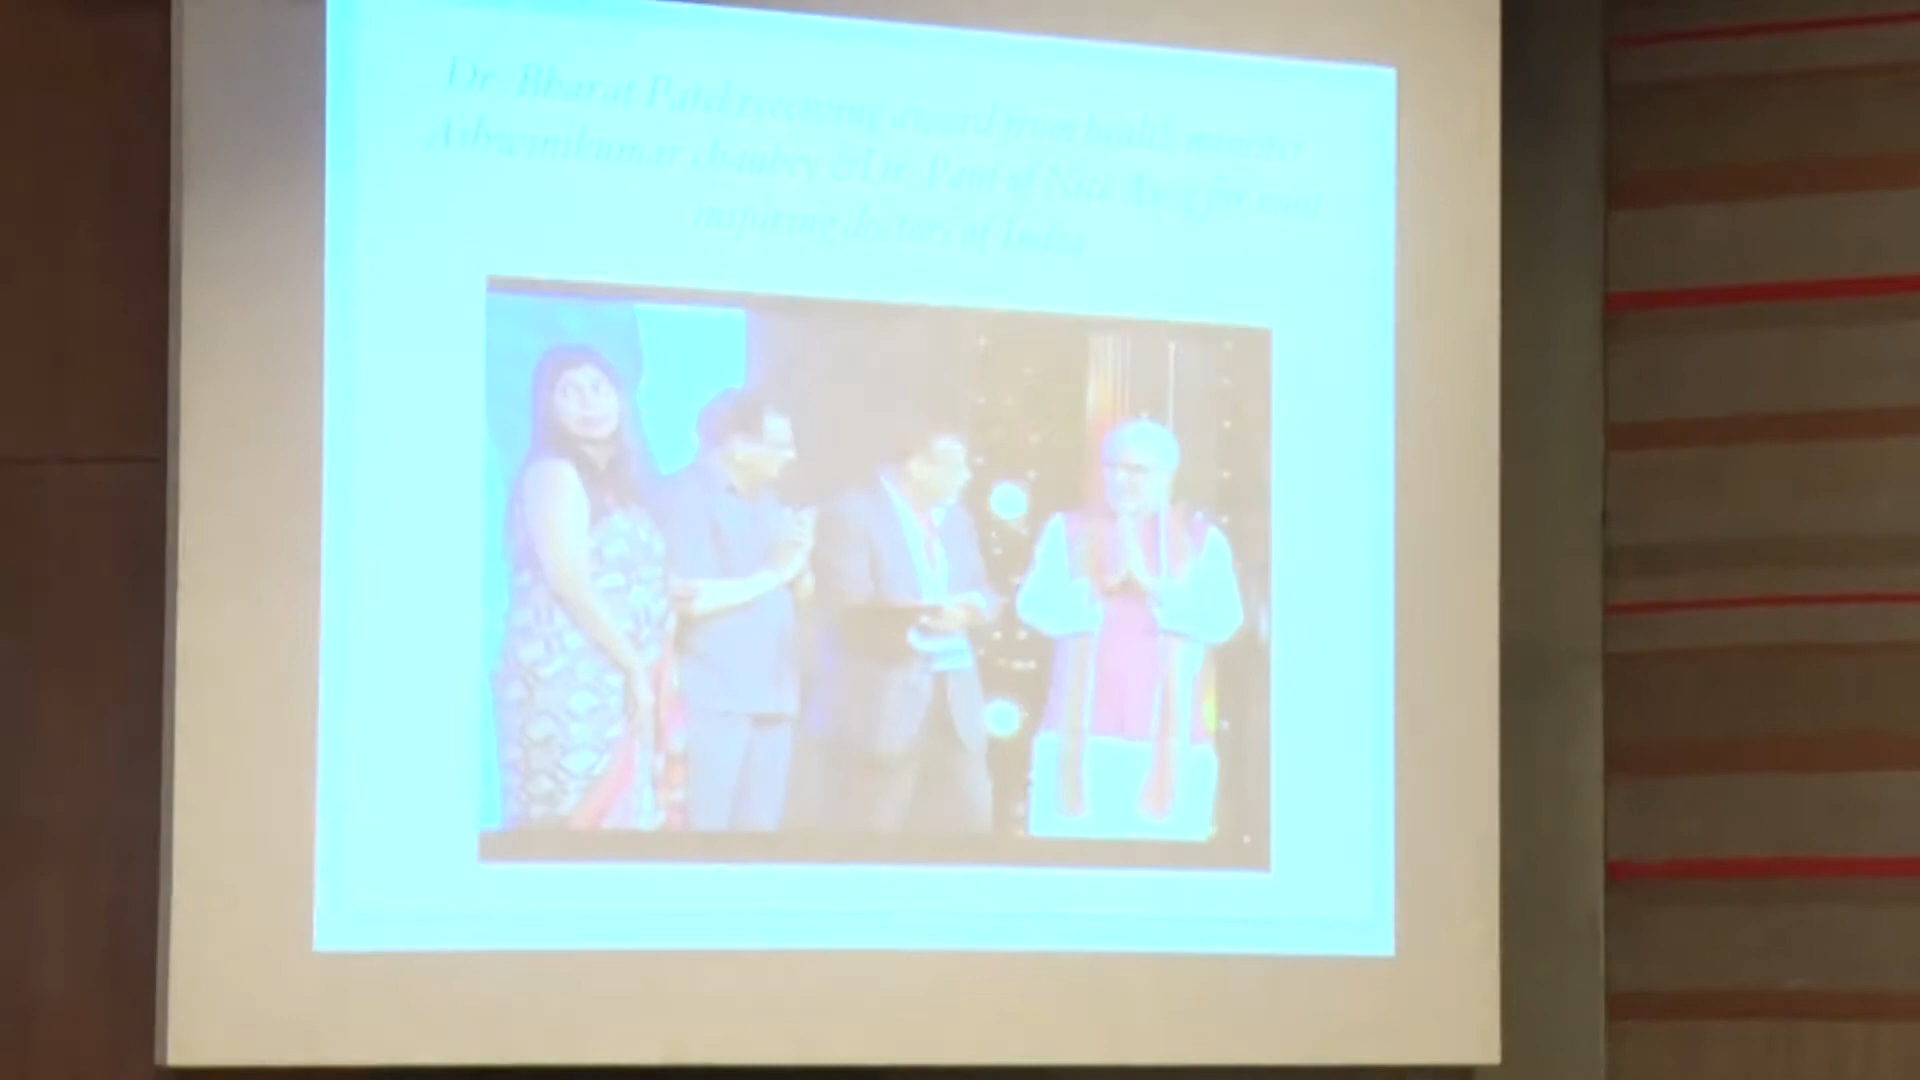 Dr. Bharat Patel receiving award from health minister
Ashwinikumar chaubey &Dr. Paul of Niti Ayog for most
inspiring doctors of India